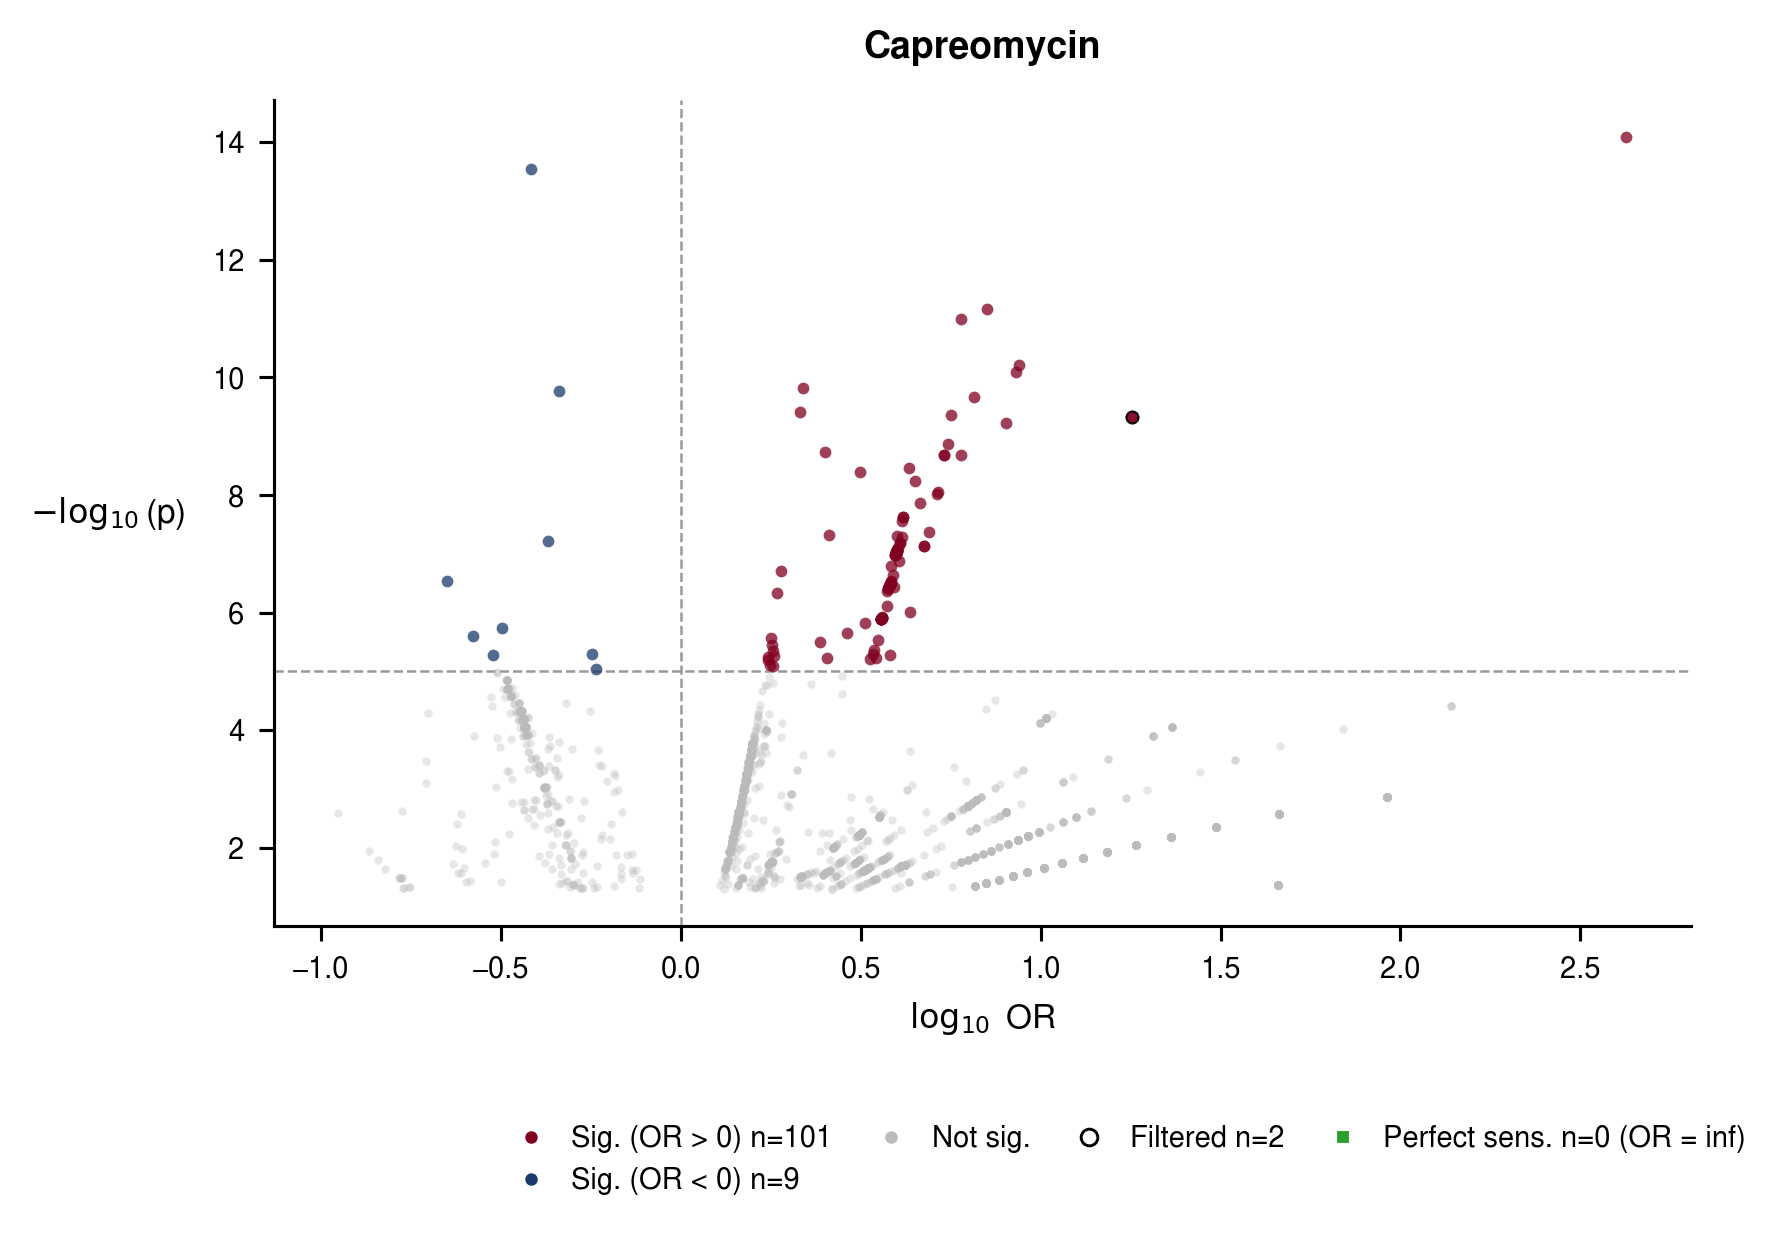 Capreomycin
14
12
10
8
6
4
2
−log₁₀ (p)
−1.0 −0.5 0.0 0.5 1.0 1.5 2.0 2.5
log₁₀ OR
Sig. (OR > 0) n=101 Not sig. Filtered n=2 Perfect sens. n=0 (OR = inf)
Sig. (OR < 0) n=9